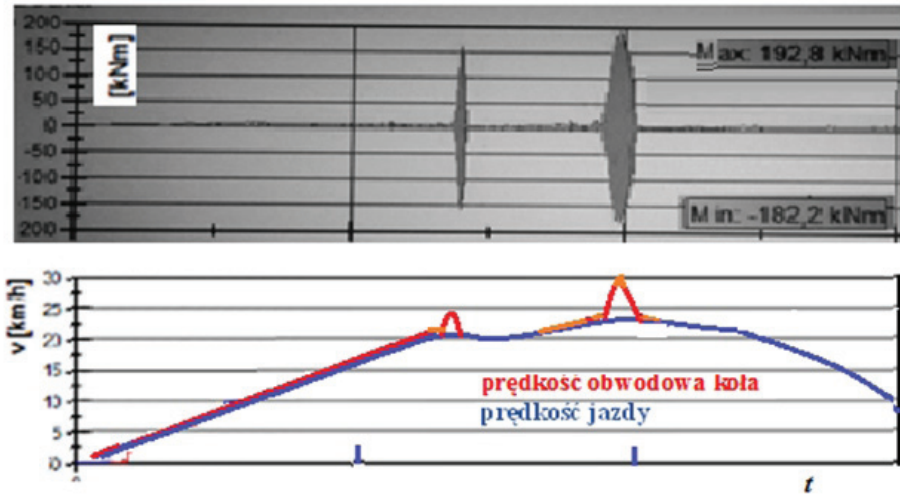 200
150
100
50
0
-50
-100
-150
200
[kNm]
Max: 192,8 kNm
Min: -182,2 kNm
30
25
20
15
10
5
0
v [km/h]
prędkość obwodowa koła
prędkość jazdy
t